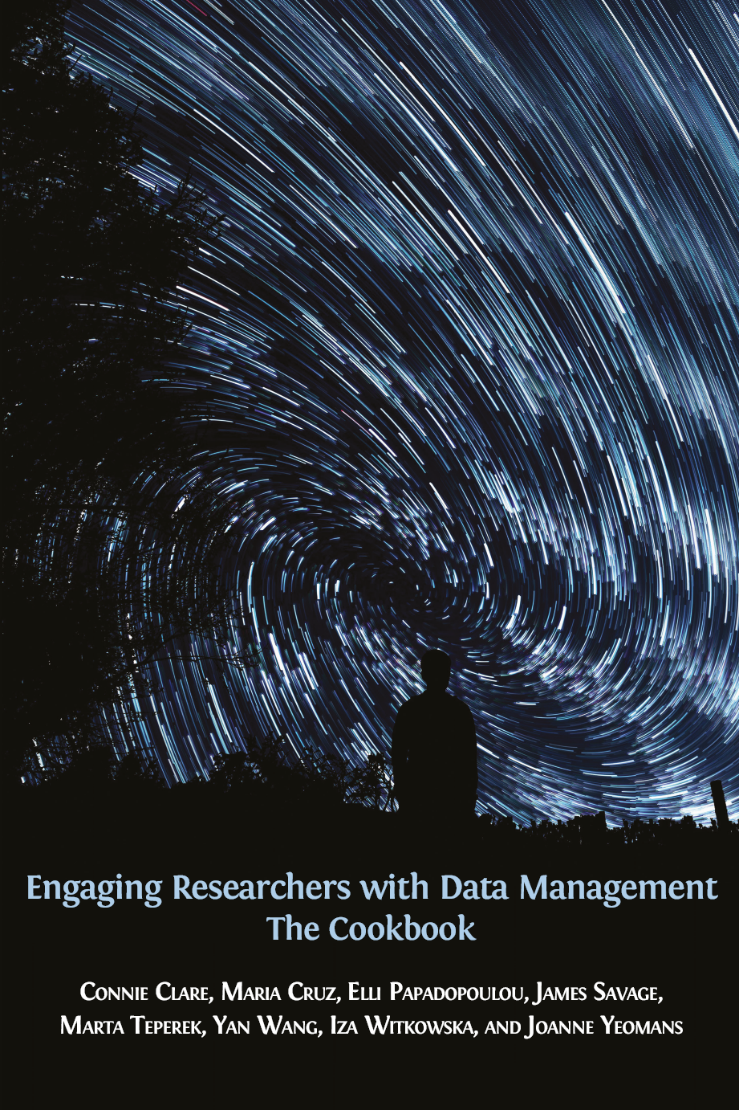 Engaging Researchers with Data Management
The Cookbook
Connie Clare, Maria Cruz, Elli Papadopoulou, James Savage,
Marta Teperek, Yan Wang, Iza Witkowska, and Joanne Yeomans